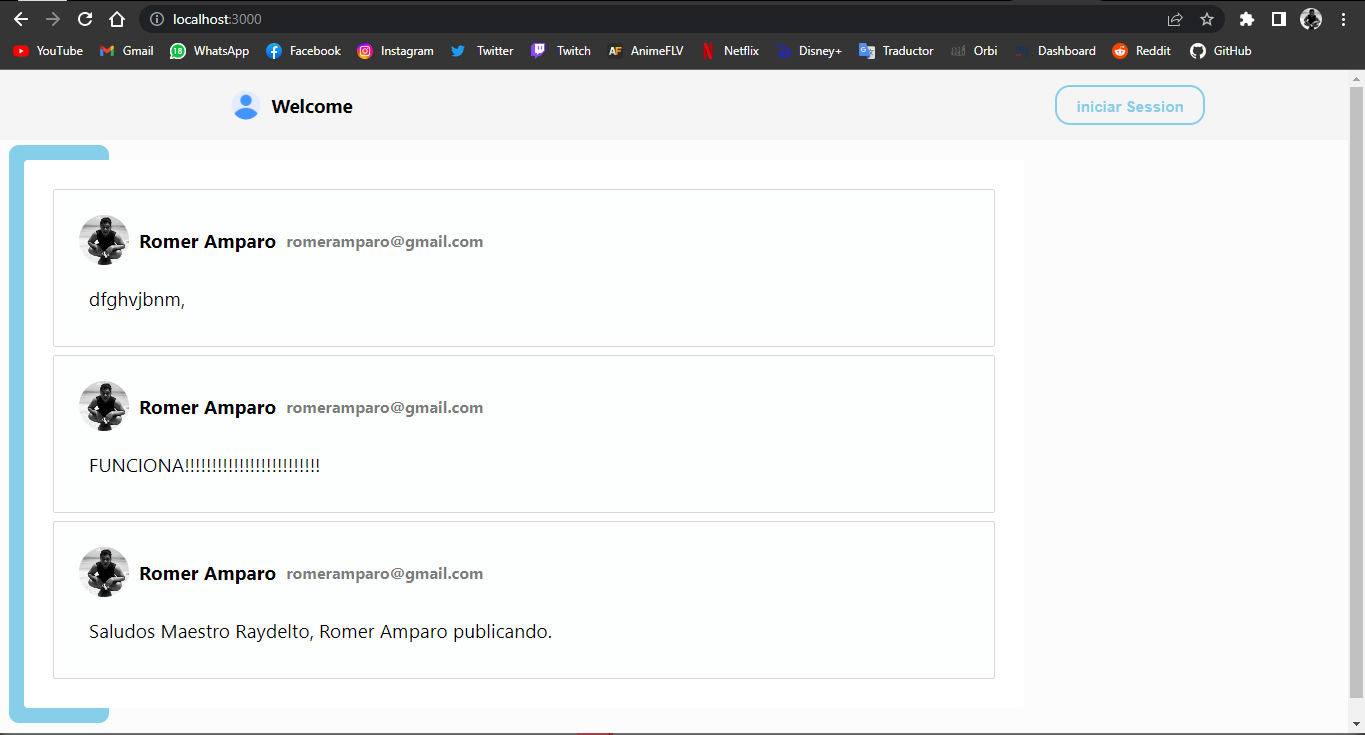 localhost:3000
YouTube Gmail 18 WhatsApp Facebook Instagram Twitter Twitch AF AnimeFLV Netflix Disney+ Traductor Orbi Dashboard Reddit GitHub
Welcome iniciar Session
Romer Amparo romeramparo@gmail.com
dfghvjbnm,
Romer Amparo romeramparo@gmail.com
FUNCIONA!!!!!!!!!!!!!!!!!!!!!!!!!
Romer Amparo romeramparo@gmail.com
Saludos Maestro Raydelto, Romer Amparo publicando.